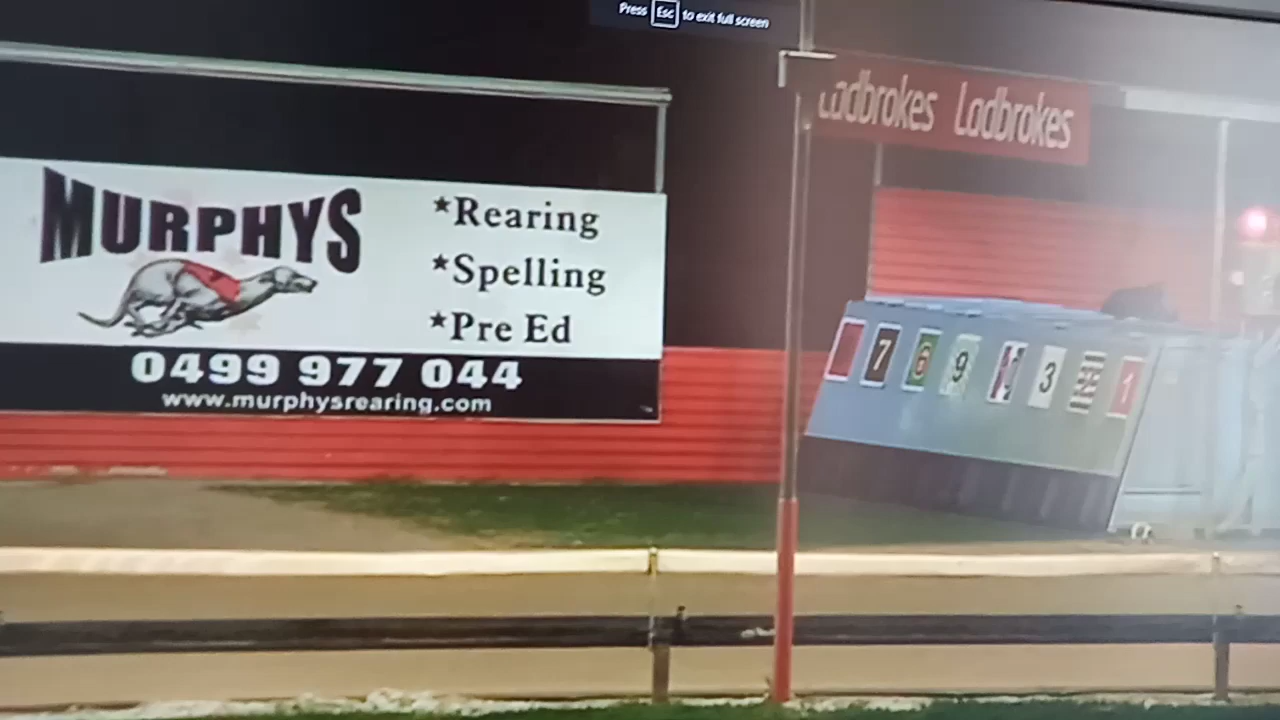 Press Esc to exit full screen
Ladbrokes Ladbrokes
MURPHYS
*Rearing
*Spelling
*Pre Ed
0499 977 044
www.murphysrearing.com
7 6 9 3 1